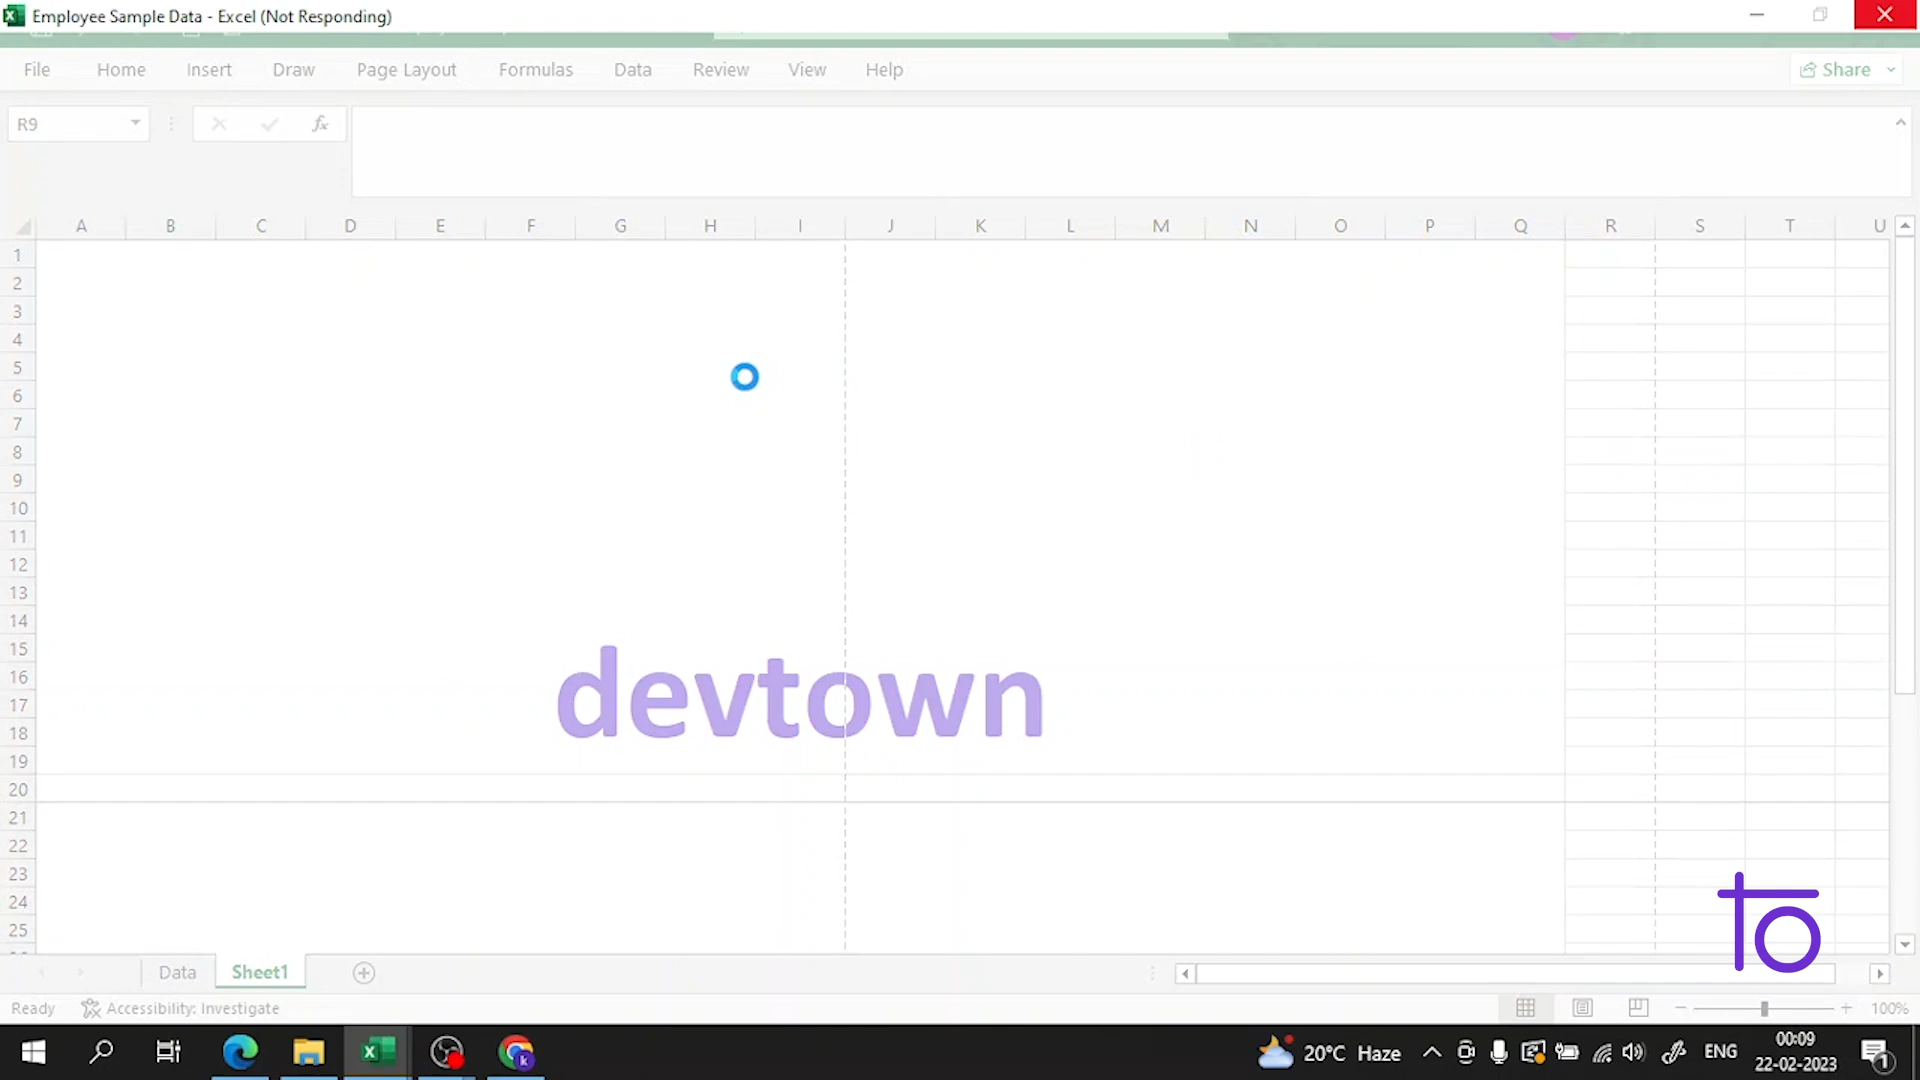 Employee Sample Data - Excel (Not Responding)
File Home Insert Draw Page Layout Formulas Data Review View Help Share
R9 fx
A B C D E F G H I J K L M N O P Q R S T U
1
2
3
4
5
6
7
8
9
10
11
12
13
14
15
16
17
18
19
20
21
22
23
24
25
devtown
to
Data Sheet1
Ready Accessibility: Investigate 100%
20°C Haze ENG 00:09
22-02-2023
1
k